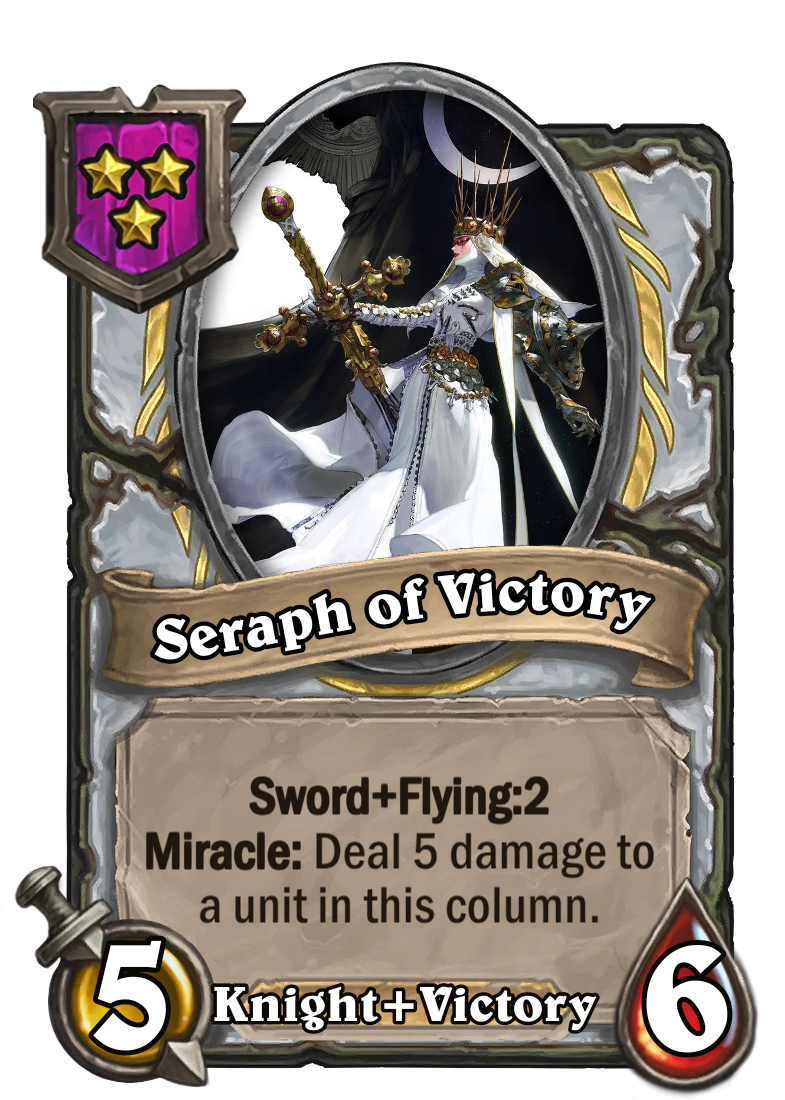 Seraph of Victory
Sword+Flying:2
Miracle: Deal 5 damage to
a unit in this column.
5 Knight+Victory 6